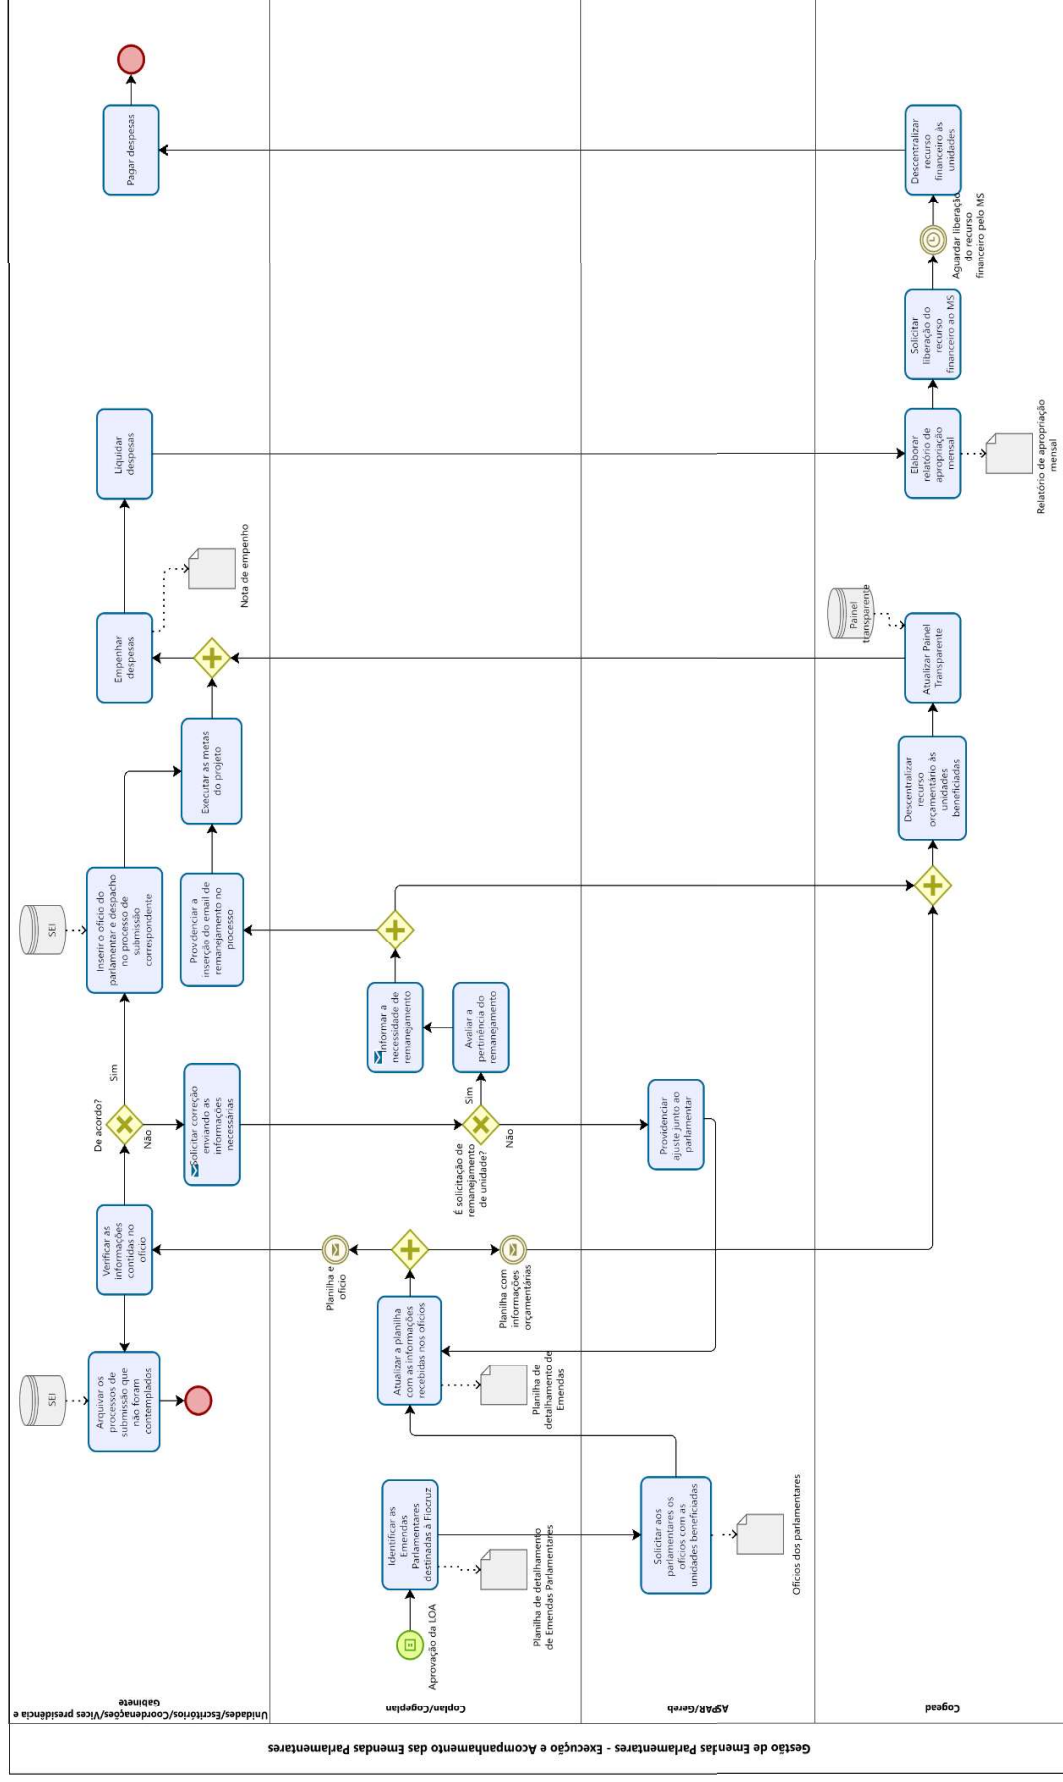 Gestão de Emendas Parlamentares - Execução e Acompanhamento das Emendas Parlamentares
Unidades/Escritórios/Coordenações/Vices presidência e
Gabinete
SEI
Arquivar os
processos de
submissão que
não foram
contemplados
Verificar as
informações
contidas no
ofício
De acordo?
Sim
Não
Solicitar correção
enviando as
informações
necessárias
SEI
Inserir o ofício do
parlamentar e despacho
no processo de
submissão
correspondente
Providenciar a
inserção do email de
remanejamento no
processo
Executar as metas
do projeto
Empenhar
despesas
Nota de empenho
Liquidar
despesas
Pagar despesas
Coplan/Cogeplan
Aprovação da LOA
Identificar as
Emendas
Parlamentares
destinadas à Fiocruz
Planilha de detalhamento
de Emendas Parlamentares
Atualizar a planilha
com as informações
recebidas nos ofícios
Planilha de
detalhamento de
Emendas
Planilha e
ofício
Planilha com
informações
orçamentárias
É solicitação de
remanejamento
de unidade?
Sim
Não
Informar a
necessidade de
remanejamento
Avaliar a
pertinência do
remanejamento
ASPAR/Gereb
Solicitar aos
parlamentares os
ofícios com as
unidades beneficiadas
Ofícios dos parlamentares
Providenciar
ajuste junto ao
parlamentar
Cogead
Descentralizar
recurso
orçamentário às
unidades
beneficiadas
Atualizar Painel
Transparente
Painel
transparente
Elaborar
relatório de
apropriação
mensal
Relatório de apropriação
mensal
Solicitar
liberação do
recurso
financeiro ao MS
Aguardar liberação
do recurso
financeiro pelo MS
Descentralizar
recurso
financeiro às
unidades